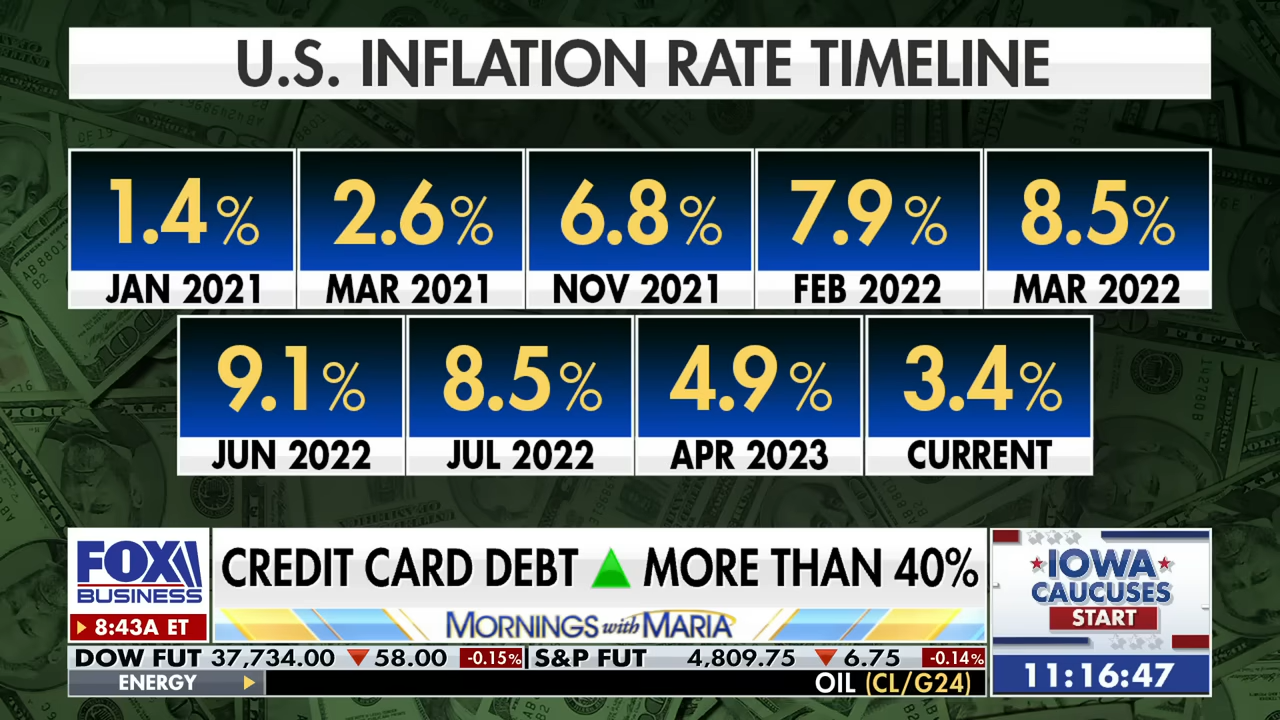 U.S. INFLATION RATE TIMELINE
1.4% 2.6% 6.8% 7.9% 8.5%
JAN 2021 MAR 2021 NOV 2021 FEB 2022 MAR 2022
9.1% 8.5% 4.9% 3.4%
JUN 2022 JUL 2022 APR 2023 CURRENT
FOX BUSINESS
8:43A ET
CREDIT CARD DEBT ▲ MORE THAN 40%
MORNINGS with MARIA
IOWA
CAUCUSES
START
11:16:47
DOW FUT 37,734.00 ▼ 58.00 -0.15% S&P FUT 4,809.75 ▼ 6.75 -0.14%
ENERGY OIL (CL/G24)